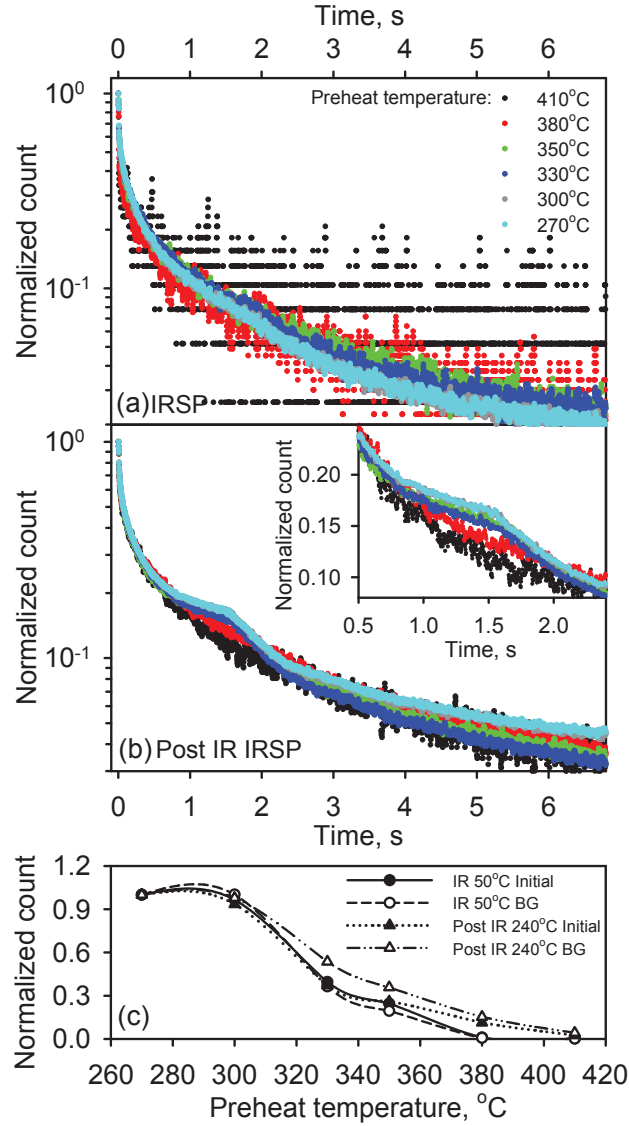 Time, s
0 1 2 3 4 5 6
Normalized count
10⁰
10⁻¹
Preheat temperature:
410°C
380°C
350°C
330°C
300°C
270°C
(a) IRSP
Normalized count
10⁰
10⁻¹
Normalized count
0.20
0.15
0.10
0.5 1.0 1.5 2.0
Time, s
(b) Post IR IRSP
0 1 2 3 4 5 6
Time, s
Normalized count
1.2
0.9
0.6
0.3
0.0
IR 50°C Initial
IR 50°C BG
Post IR 240°C Initial
Post IR 240°C BG
(c)
260 280 300 320 340 360 380 400 420
Preheat temperature, °C